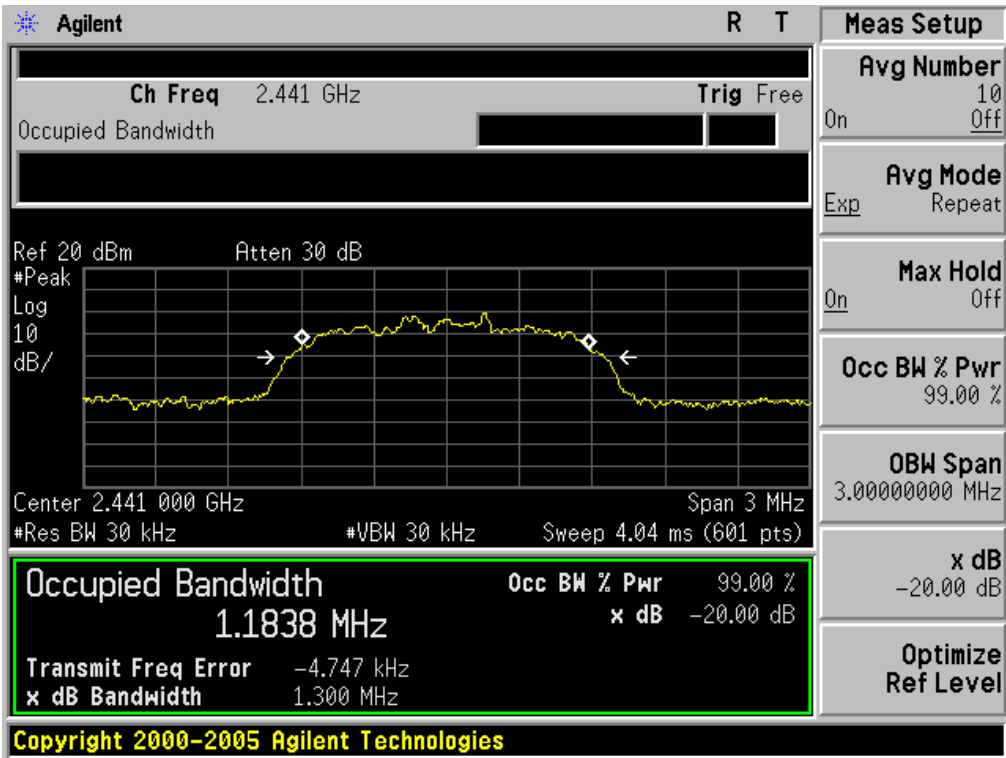 Agilent R T
Ch Freq 2.441 GHz Trig Free
Occupied Bandwidth
Ref 20 dBm Atten 30 dB
#Peak
Log
10
dB/
Center 2.441 000 GHz Span 3 MHz
#Res BW 30 kHz #VBW 30 kHz Sweep 4.04 ms (601 pts)
Occupied Bandwidth Occ BW % Pwr 99.00 %
1.1838 MHz x dB -20.00 dB
Transmit Freq Error -4.747 kHz
x dB Bandwidth 1.300 MHz
Copyright 2000-2005 Agilent Technologies
Meas Setup
Avg Number
10
On Off
Avg Mode
Exp Repeat
Max Hold
On Off
Occ BW % Pwr
99.00 %
OBW Span
3.00000000 MHz
x dB
-20.00 dB
Optimize
Ref Level